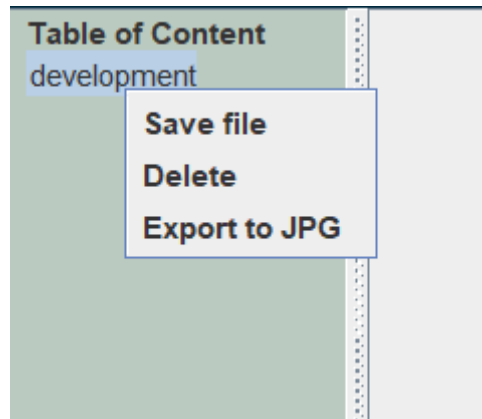 Table of Content
development
Save file
Delete
Export to JPG